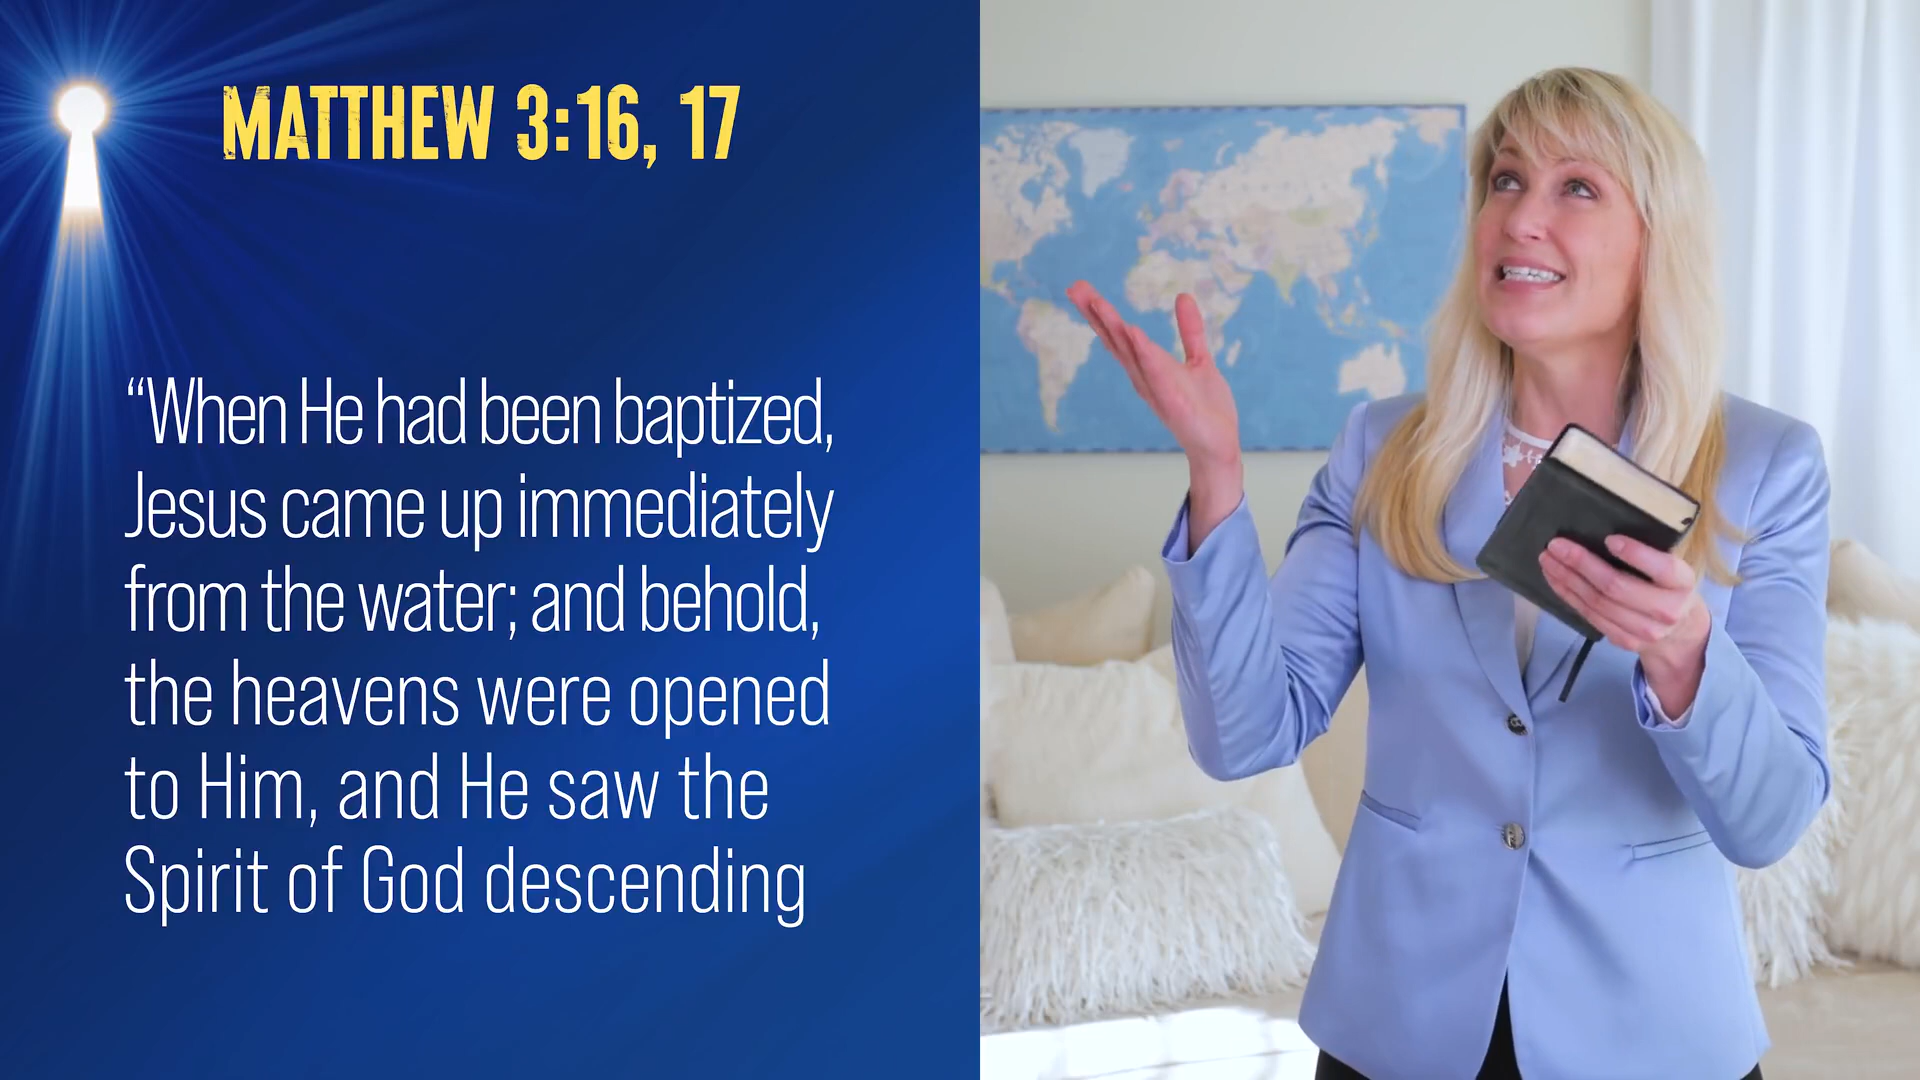 MATTHEW 3:16, 17
“When He had been baptized,
Jesus came up immediately
from the water; and behold,
the heavens were opened
to Him, and He saw the
Spirit of God descending